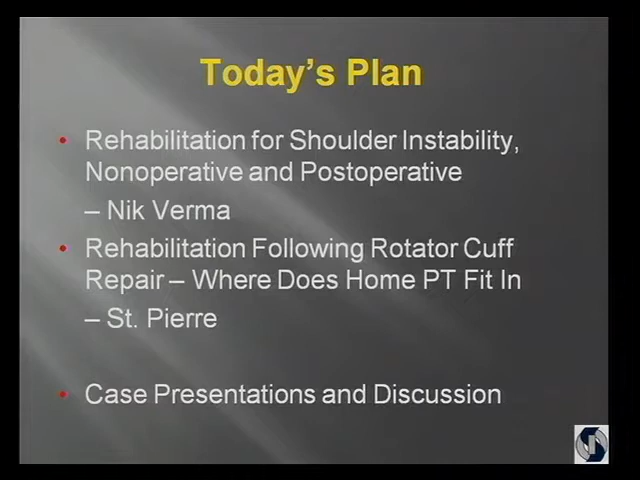 Today's Plan
• Rehabilitation for Shoulder Instability,
Nonoperative and Postoperative
– Nik Verma
• Rehabilitation Following Rotator Cuff
Repair – Where Does Home PT Fit In
– St. Pierre
• Case Presentations and Discussion